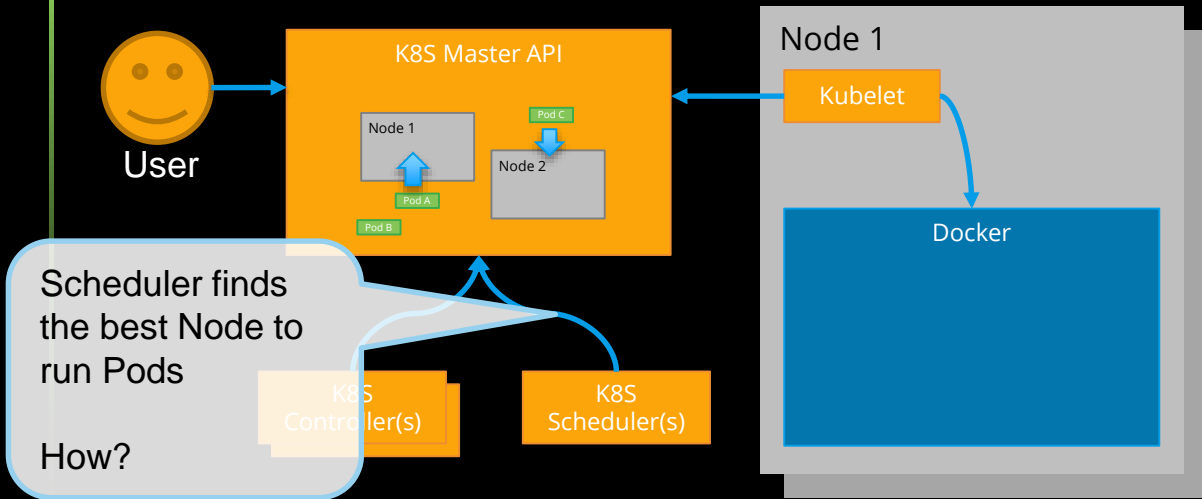 User
K8S Master API
Node 1
Pod C
Node 2
Pod A
Pod B
Node 1
Kubelet
Docker
Scheduler finds
the best Node to
run Pods
How?
K8S
Controller(s)
K8S
Scheduler(s)